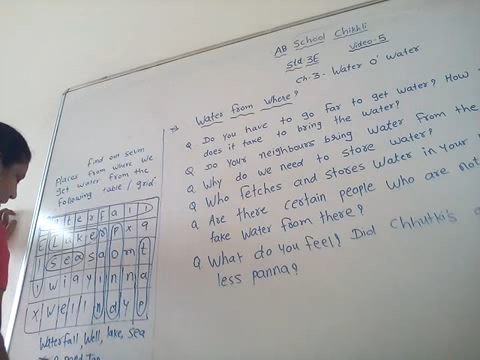 AB School Chikhli
Std 3E Video-5
Ch.3 - Water O' water
Find out seven
places from where we
get water from the
following table / grid.
t e r f a l l
E L a k e r p x q
l S e a s a o m t
l w i a y i n n a
X W e l l n d y p
Waterfall, Well, lake, Sea
⇒ Water from Where?
Q Do you have to go far to get water? How
does it take to bring the water?
Q Do your neighbours bring water from the
Q Why do we need to store water?
Q Who fetches and stores Water in your
Q Are there certain people who are not
take Water from there?
Q What do you feel? Did Chhutki's
less panna?